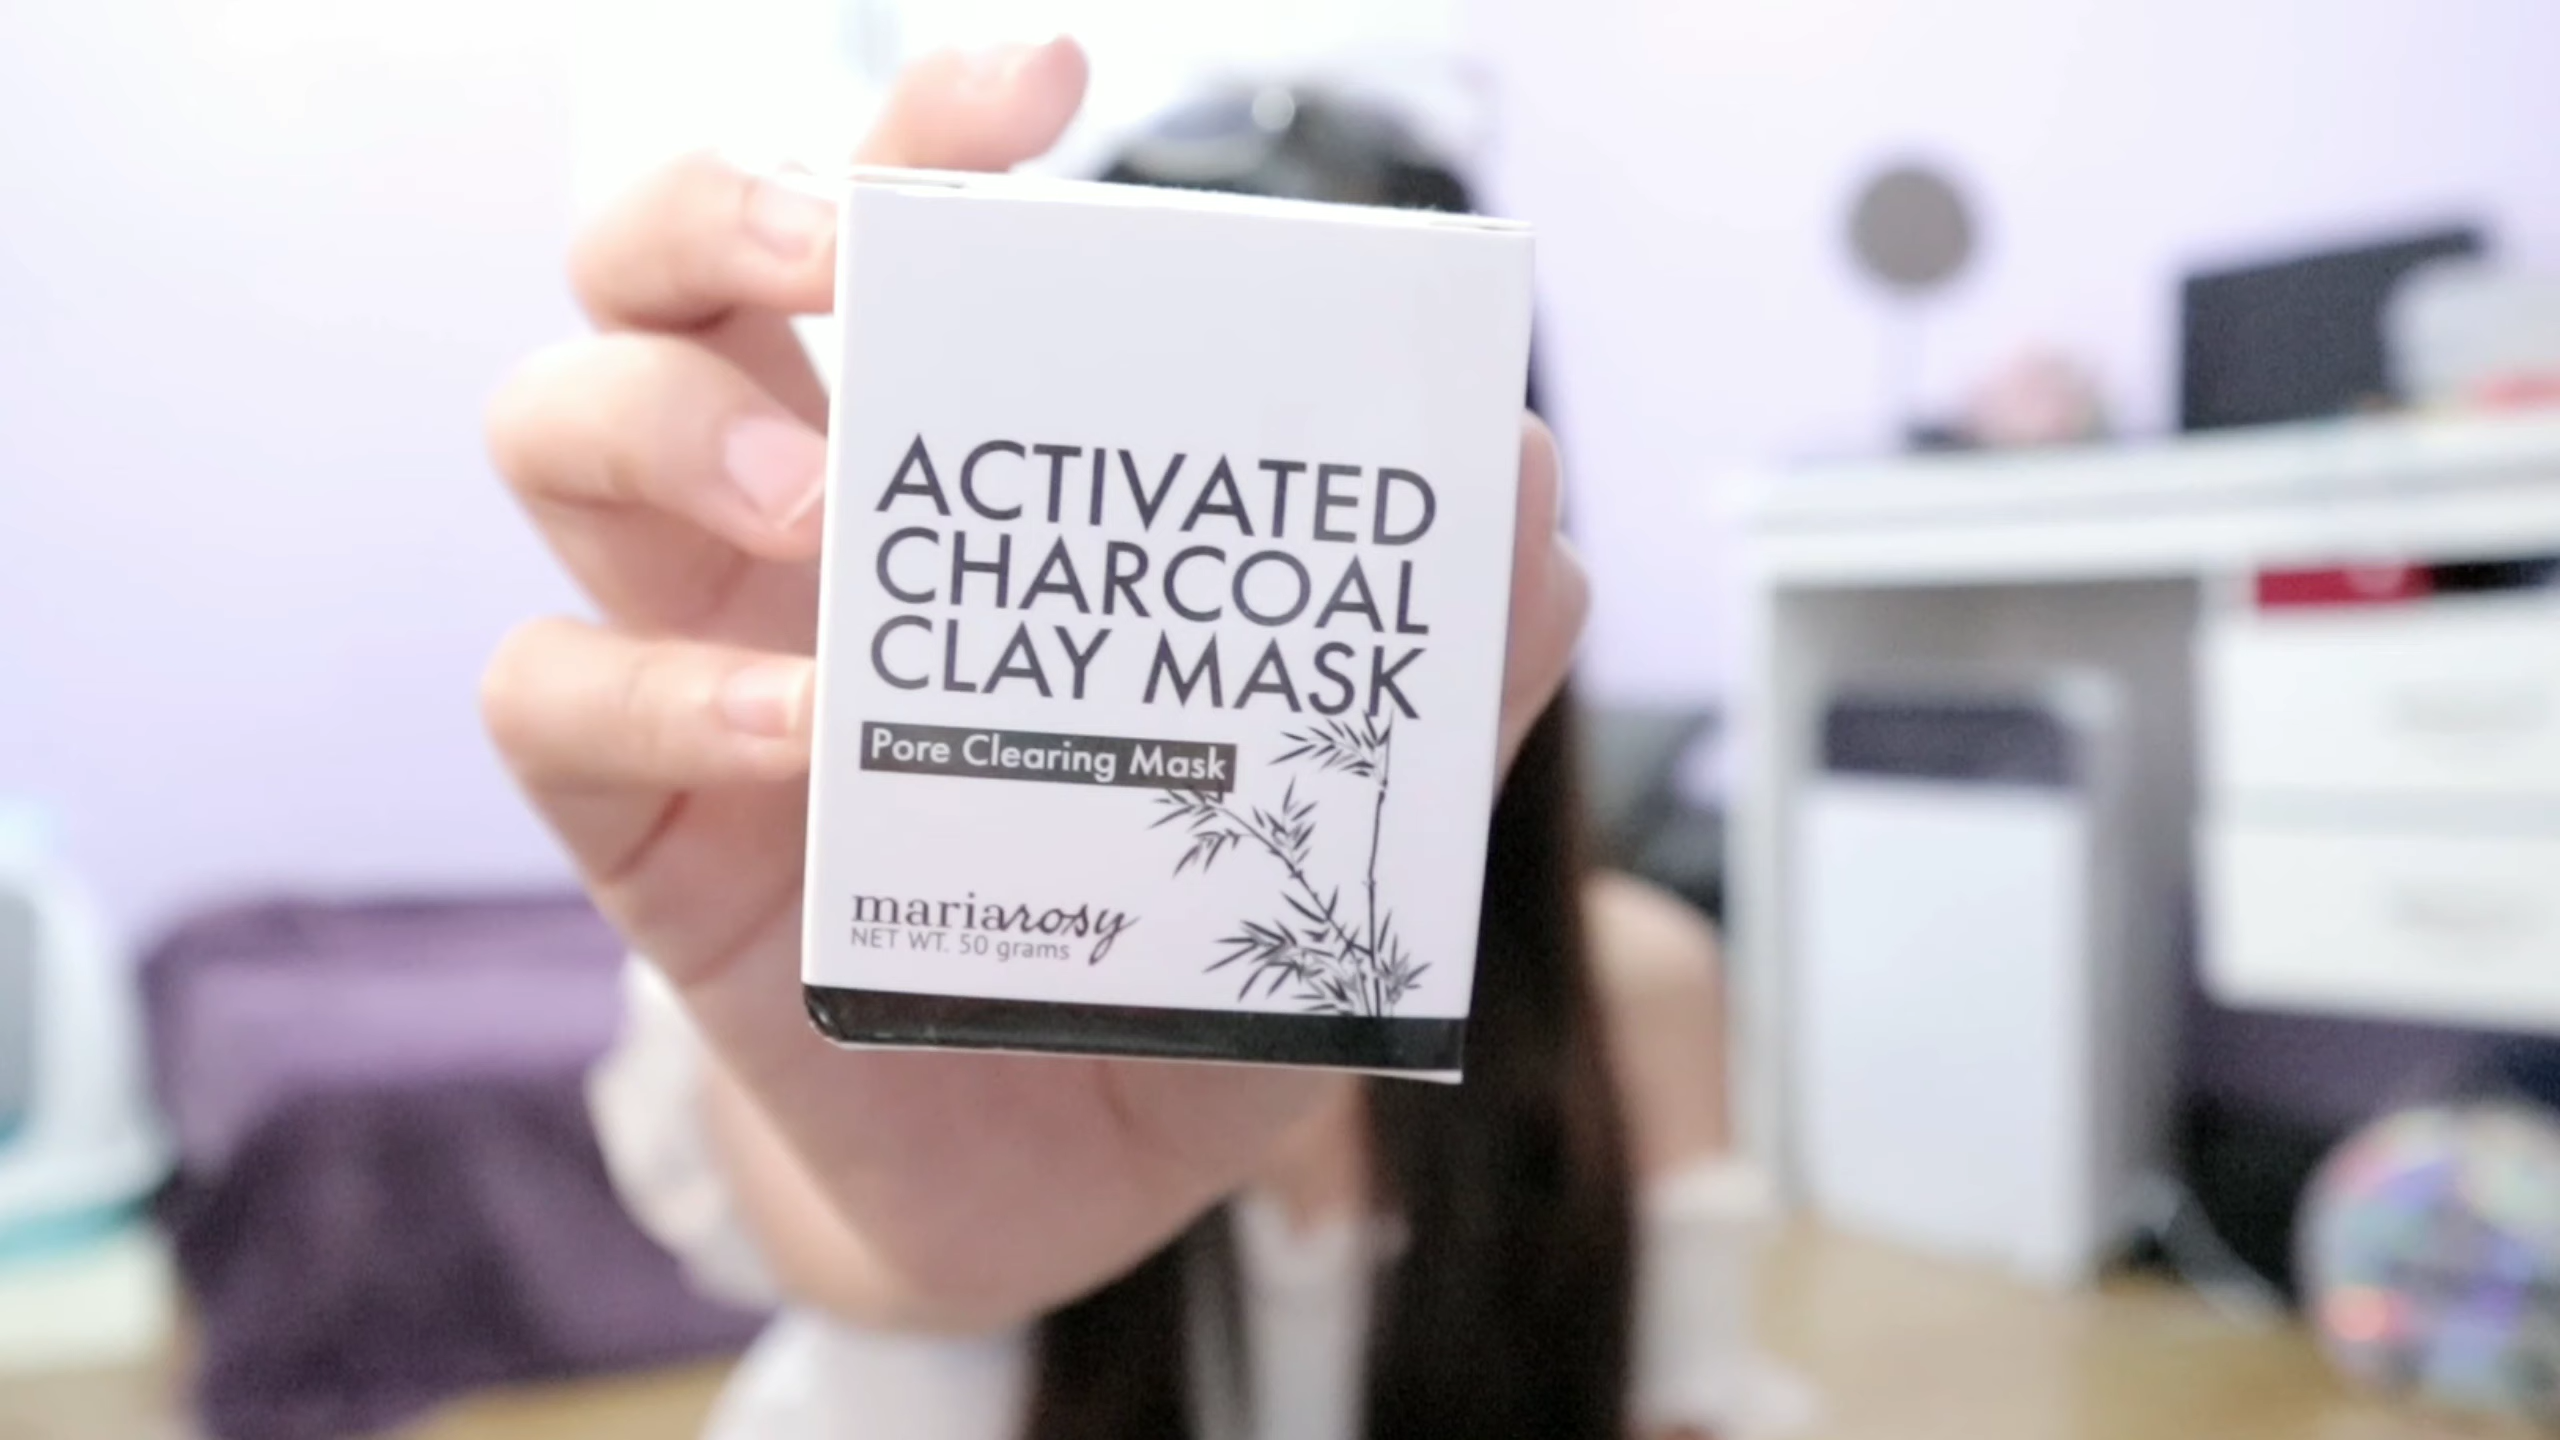 ACTIVATED
CHARCOAL
CLAY MASK
Pore Clearing Mask
mariarosy
NET WT. 50 grams